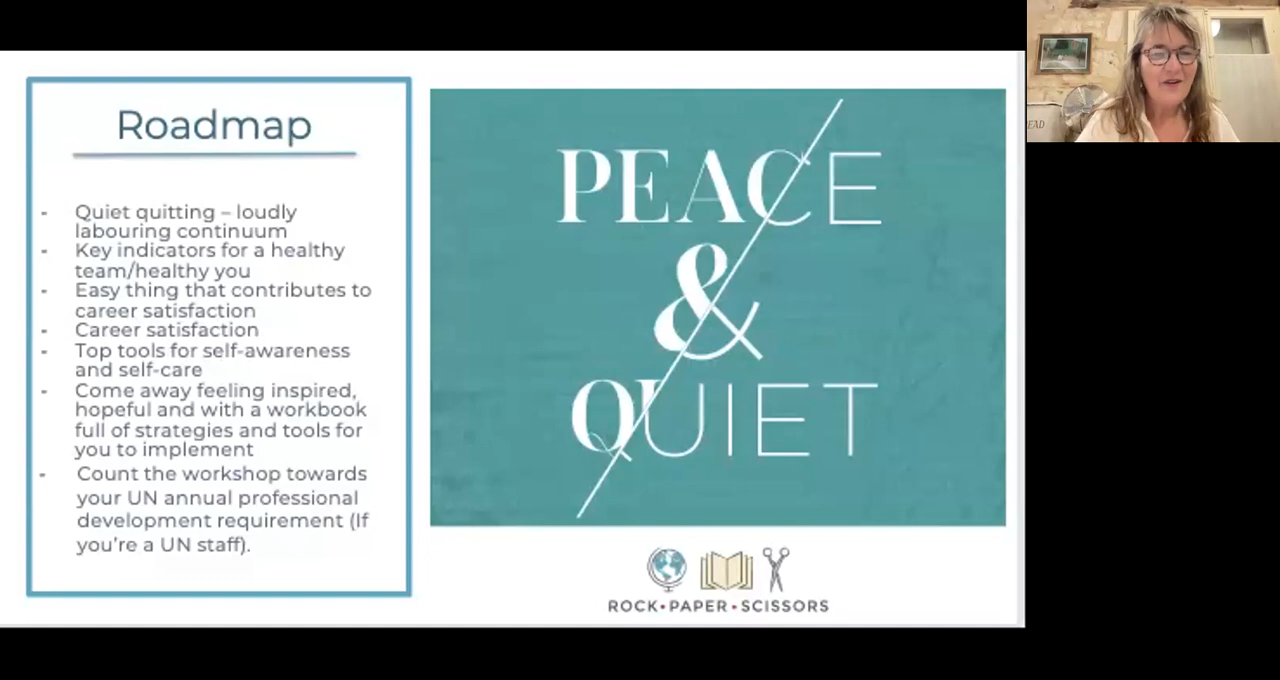 Roadmap
- Quiet quitting – loudly
labouring continuum
- Key indicators for a healthy
team/healthy you
- Easy thing that contributes to
career satisfaction
- Career satisfaction
- Top tools for self-awareness
and self-care
- Come away feeling inspired,
hopeful and with a workbook
full of strategies and tools for
you to implement
- Count the workshop towards
your UN annual professional
development requirement (If
you're a UN staff).
PEACE
&
QUIET
ROCK•PAPER•SCISSORS
EAD